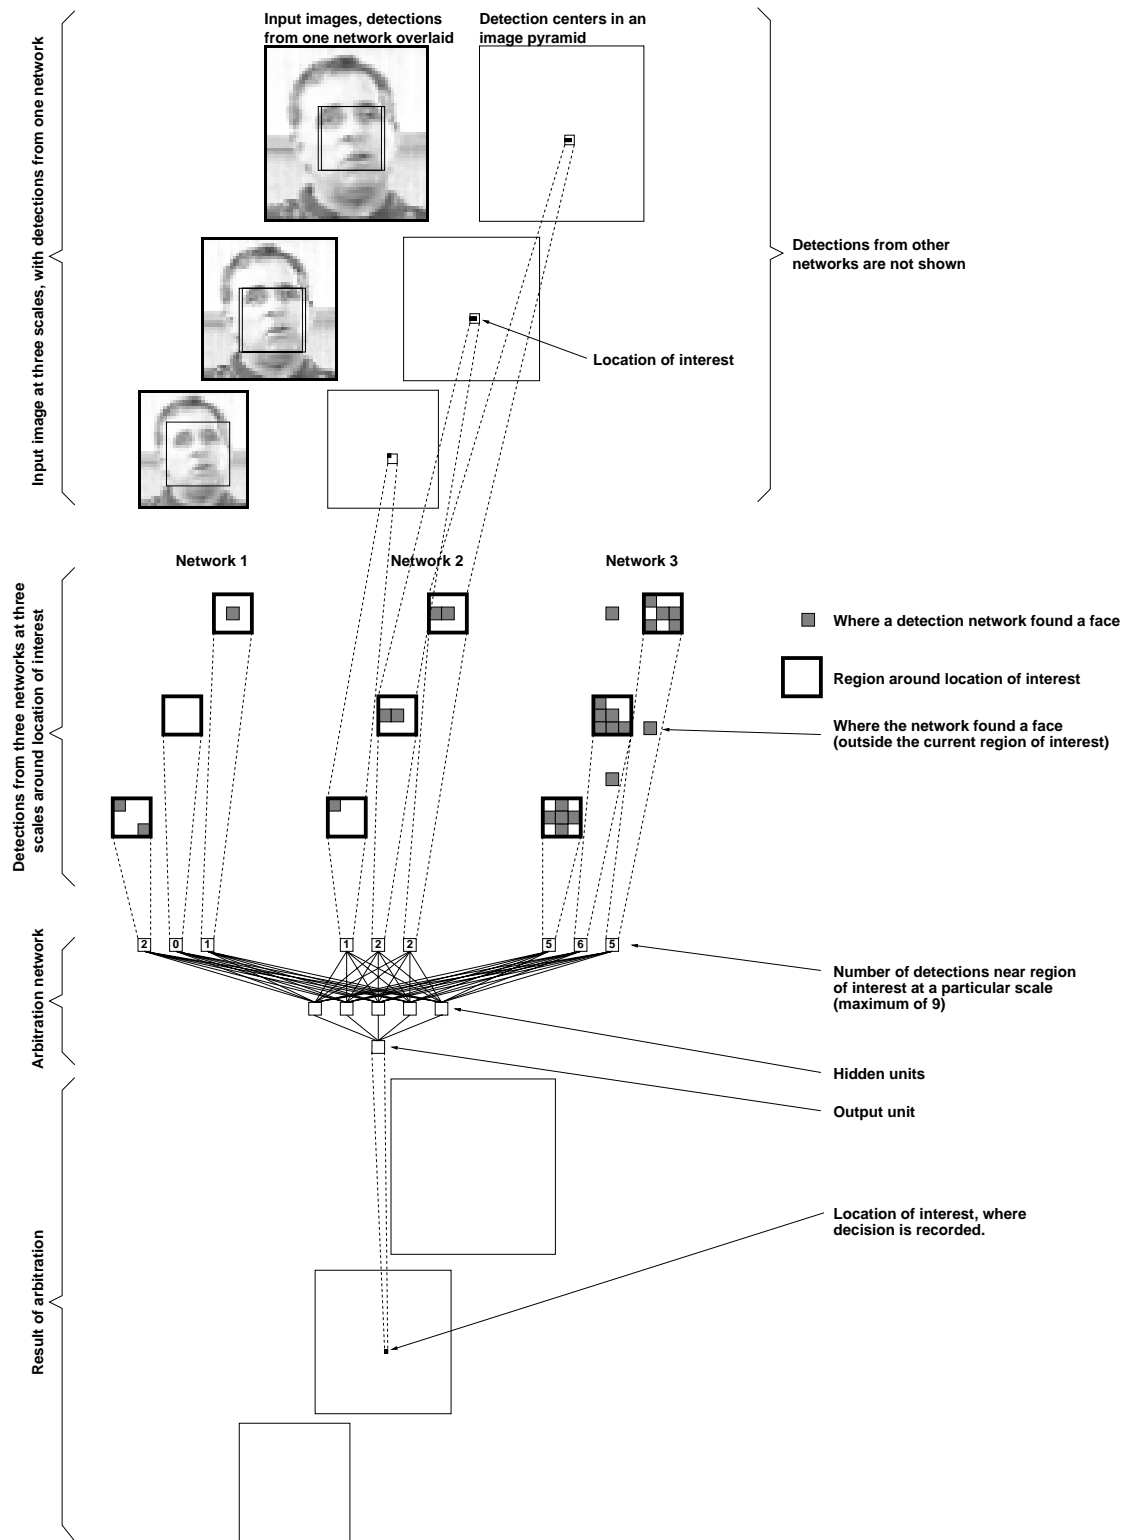 Input images, detections
from one network overlaid
Detection centers in an
image pyramid
Input image at three scales, with detections from one network
Detections from other
networks are not shown
Location of interest
Network 1
Network 2
Network 3
Detections from three networks at three
scales around location of interest
Where a detection network found a face
Region around location of interest
Where the network found a face
(outside the current region of interest)
2 0 1 1 2 2 5 6 5
Arbitration network
Number of detections near region
of interest at a particular scale
(maximum of 9)
Hidden units
Output unit
Result of arbitration
Location of interest, where
decision is recorded.